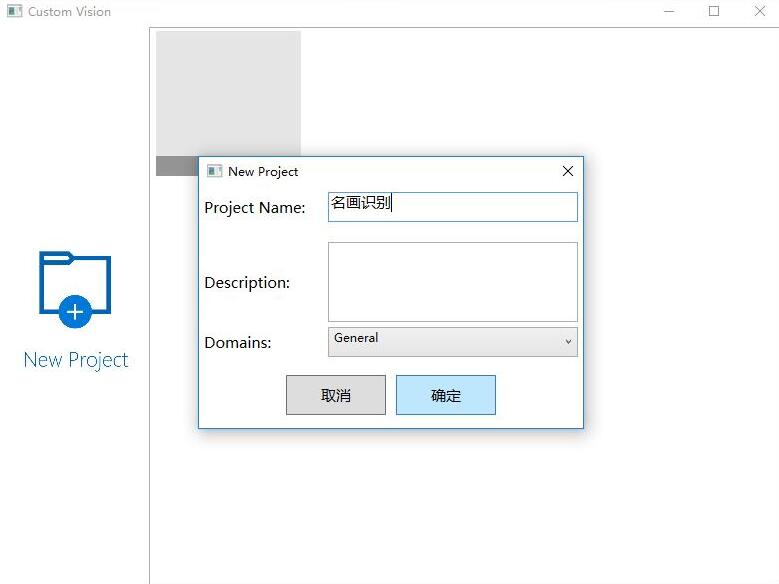 Custom Vision
New Project
New Project
Project Name: 名画识别
Description:
Domains: General
取消 确定